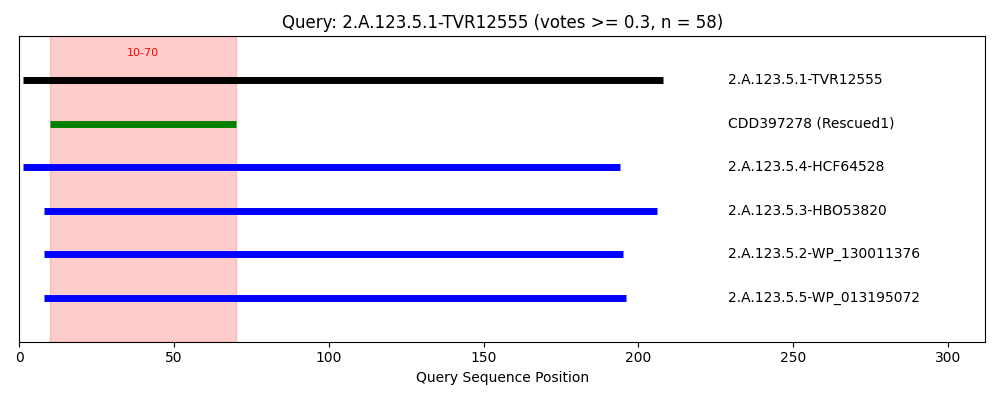 Query: 2.A.123.5.1-TVR12555 (votes >= 0.3, n = 58)
10-70
2.A.123.5.1-TVR12555
CDD397278 (Rescued1)
2.A.123.5.4-HCF64528
2.A.123.5.3-HBO53820
2.A.123.5.2-WP_130011376
2.A.123.5.5-WP_013195072
0 50 100 150 200 250 300
Query Sequence Position